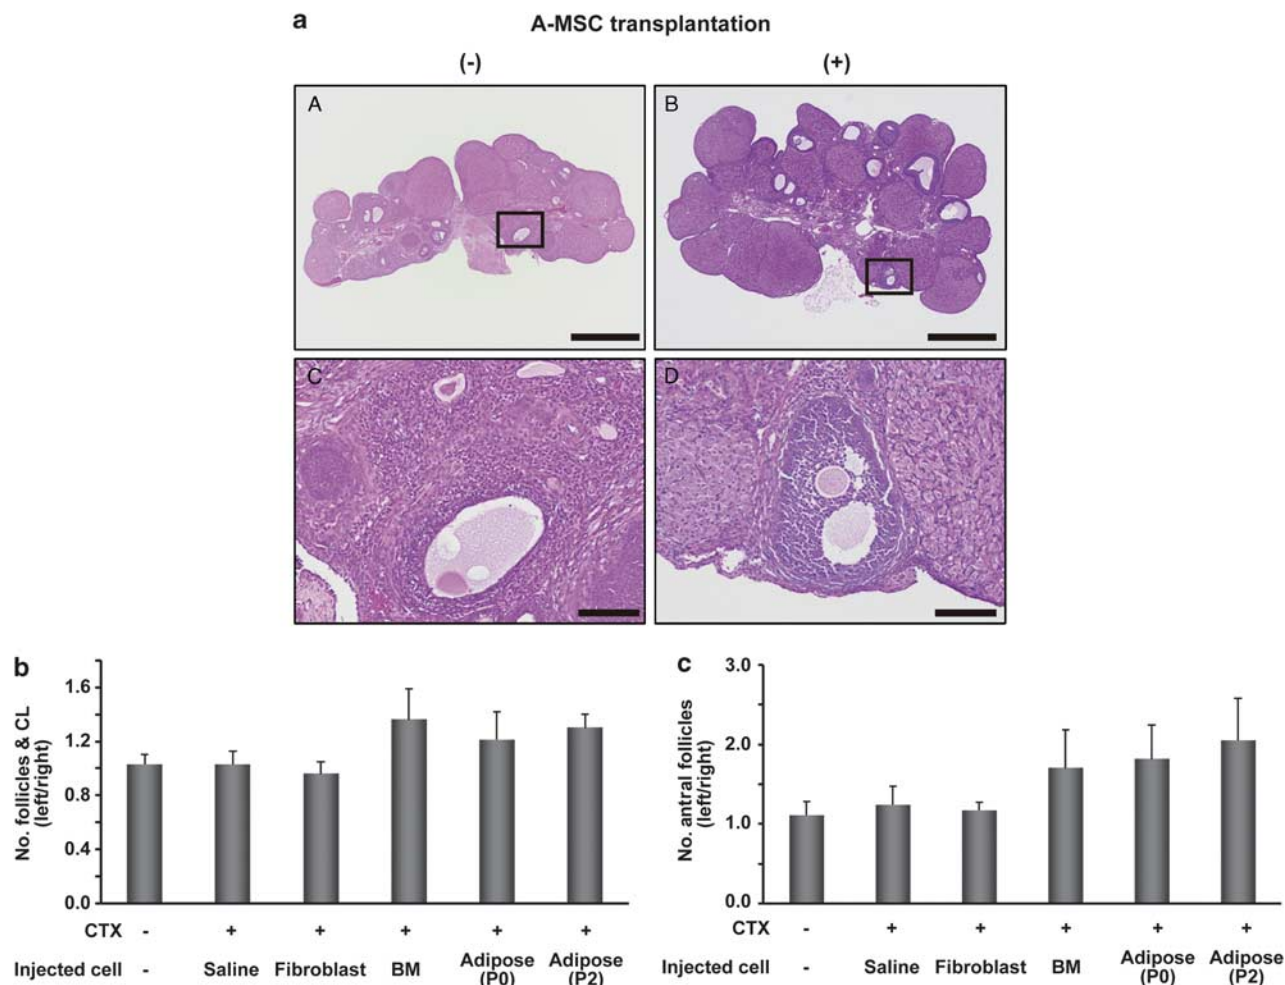 a
A-MSC transplantation
(-) (+)
A B
C D
b
No. follicles & CL
(left/right)
1.6
1.2
0.8
0.4
0.0
CTX - + + + + +
Injected cell - Saline Fibroblast BM Adipose (P0) Adipose (P2)
c
No. antral follicles
(left/right)
3.0
2.0
1.0
0.0
CTX - + + + + +
Injected cell - Saline Fibroblast BM Adipose (P0) Adipose (P2)